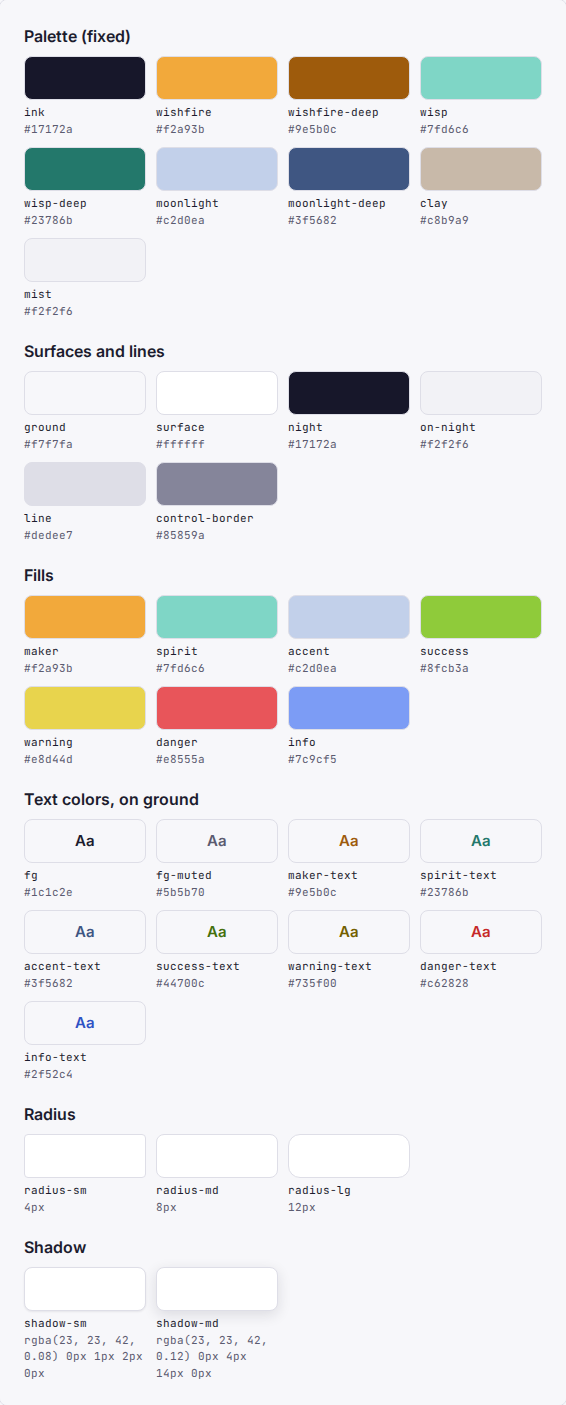 Palette (fixed)
ink wishfire wishfire-deep wisp
#17172a #f2a93b #9e5b0c #7fd6c6
wisp-deep moonlight moonlight-deep clay
#23786b #c2d0ea #3f5682 #c8b9a9
mist
#f2f2f6
Surfaces and lines
ground surface night on-night
#f7f7fa #ffffff #17172a #f2f2f6
line control-border
#dedee7 #85859a
Fills
maker spirit accent success
#f2a93b #7fd6c6 #c2d0ea #8fcb3a
warning danger info
#e8d44d #e8555a #7c9cf5
Text colors, on ground
Aa Aa Aa Aa
fg fg-muted maker-text spirit-text
#1c1c2e #5b5b70 #9e5b0c #23786b
Aa Aa Aa Aa
accent-text success-text warning-text danger-text
#3f5682 #44700c #735f00 #c62828
Aa
info-text
#2f52c4
Radius
radius-sm radius-md radius-lg
4px 8px 12px
Shadow
shadow-sm shadow-md
rgba(23, 23, 42, rgba(23, 23, 42,
0.08) 0px 1px 2px 0.12) 0px 4px
0px 14px 0px